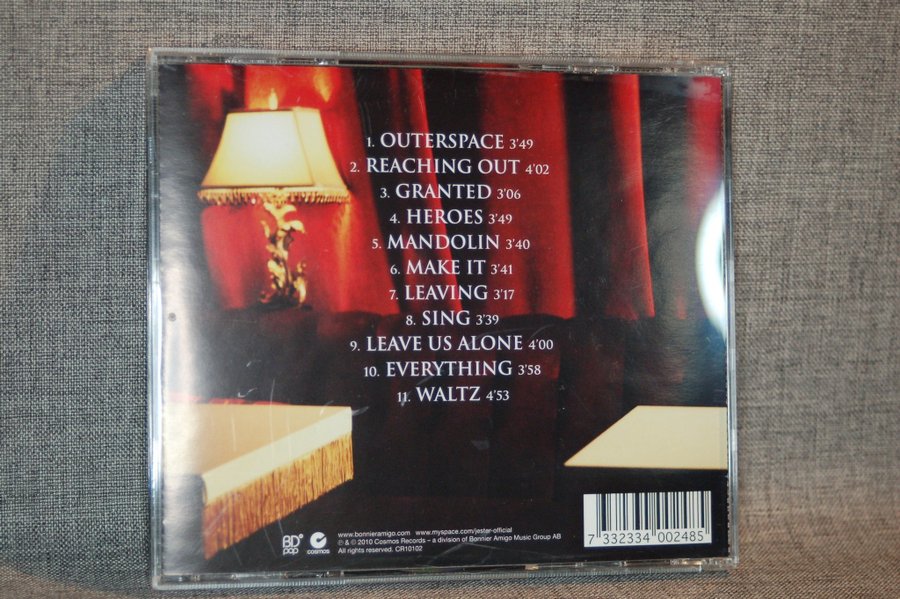 1. OUTERSPACE 3'49
2. REACHING OUT 4'02
3. GRANTED 3'06
4. HEROES 3'49
5. MANDOLIN 3'40
6. MAKE IT 3'41
7. LEAVING 3'17
8. SING 3'39
9. LEAVE US ALONE 4'00
10. EVERYTHING 3'58
11. WALTZ 4'53
BD pop
cosmos
www.bonnieramigo.com www.myspace.com/jester-official
℗ & © 2010 Cosmos Records – a division of Bonnier Amigo Music Group AB
All rights reserved. CR10102
7 332334 002485